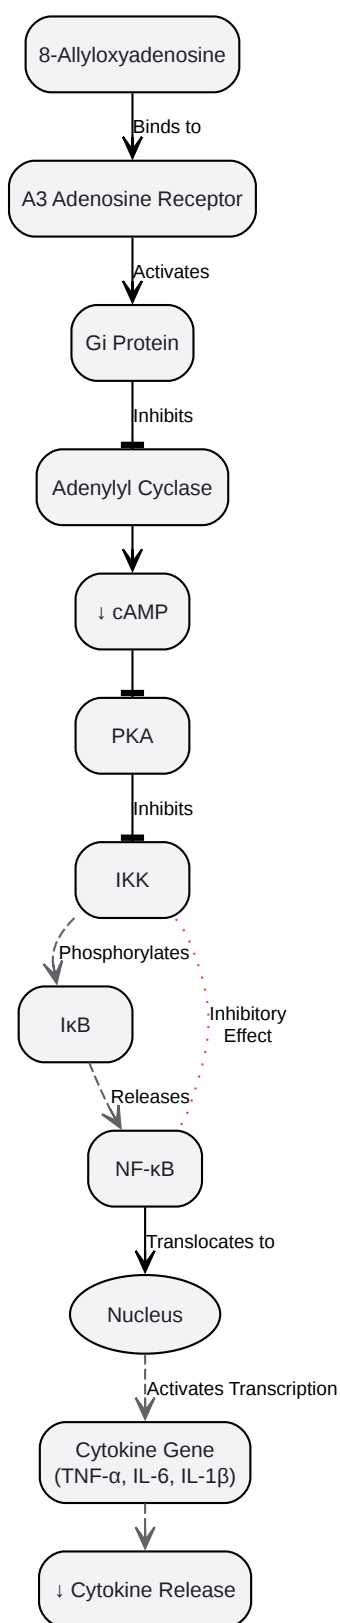 8-Allyloxyadenosine
Binds to
A3 Adenosine Receptor
Activates
Gi Protein
Inhibits
Adenylyl Cyclase
↓ cAMP
PKA
Inhibits
IKK
Phosphorylates
IκB
Inhibitory
Effect
Releases
NF-κB
Translocates to
Nucleus
Activates Transcription
Cytokine Gene
(TNF-α, IL-6, IL-1β)
↓ Cytokine Release